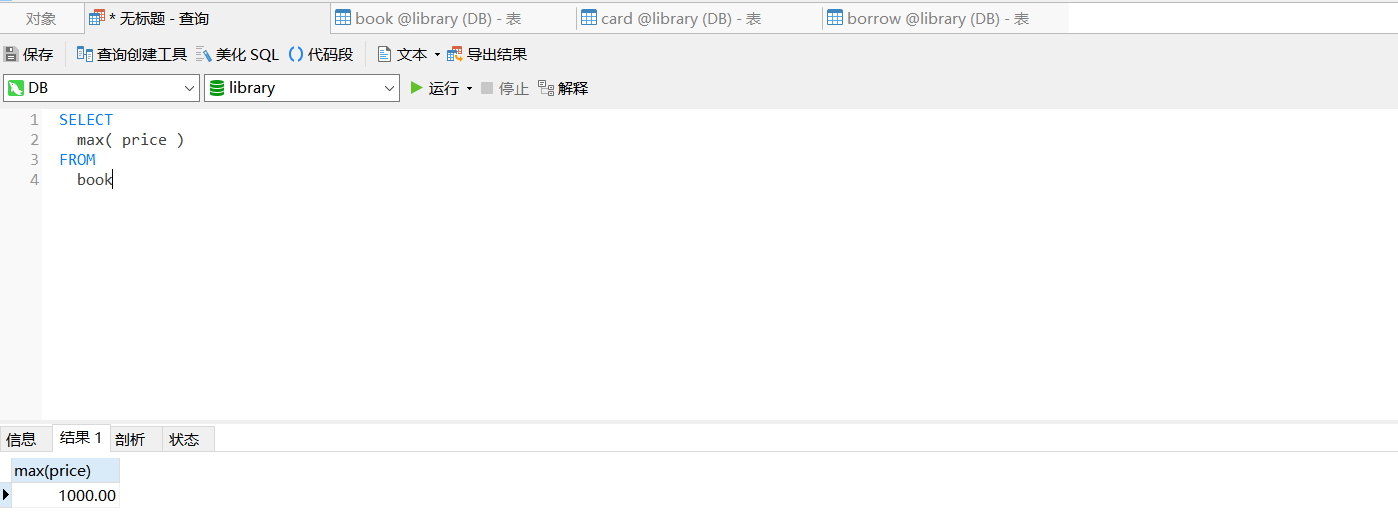 对象 * 无标题 - 查询 book @library (DB) - 表 card @library (DB) - 表 borrow @library (DB) - 表
保存 查询创建工具 美化 SQL () 代码段 文本 导出结果
DB library 运行 停止 解释
1 SELECT
2 max( price )
3 FROM
4 book
信息 结果 1 剖析 状态
max(price)
1000.00